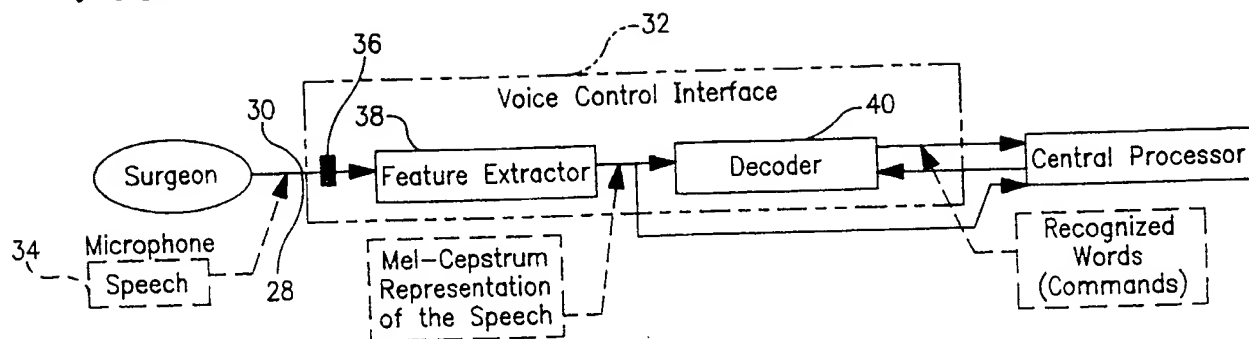 32
36
Voice Control Interface
30
38
40
Surgeon
Feature Extractor
Decoder
Central Processor
34
Microphone
Speech
28
Mel-Cepstrum
Representation
of the Speech
Recognized
Words
(Commands)